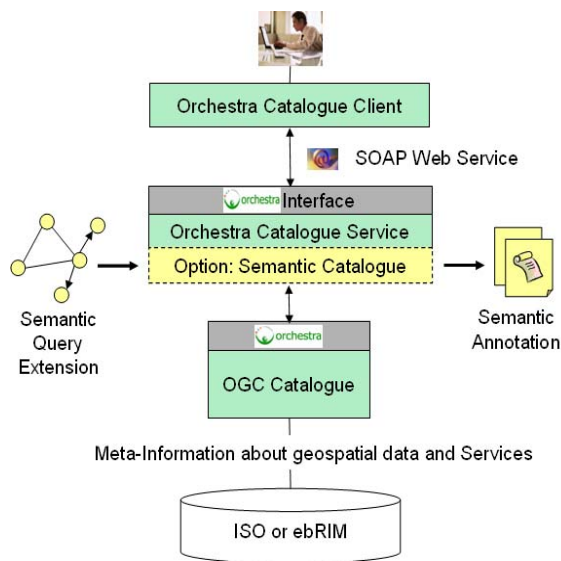 Orchestra Catalogue Client
SOAP Web Service
orchestra Interface
Orchestra Catalogue Service
Option: Semantic Catalogue
Semantic
Query
Extension
Semantic
Annotation
orchestra
OGC Catalogue
Meta-Information about geospatial data and Services
ISO or ebRIM